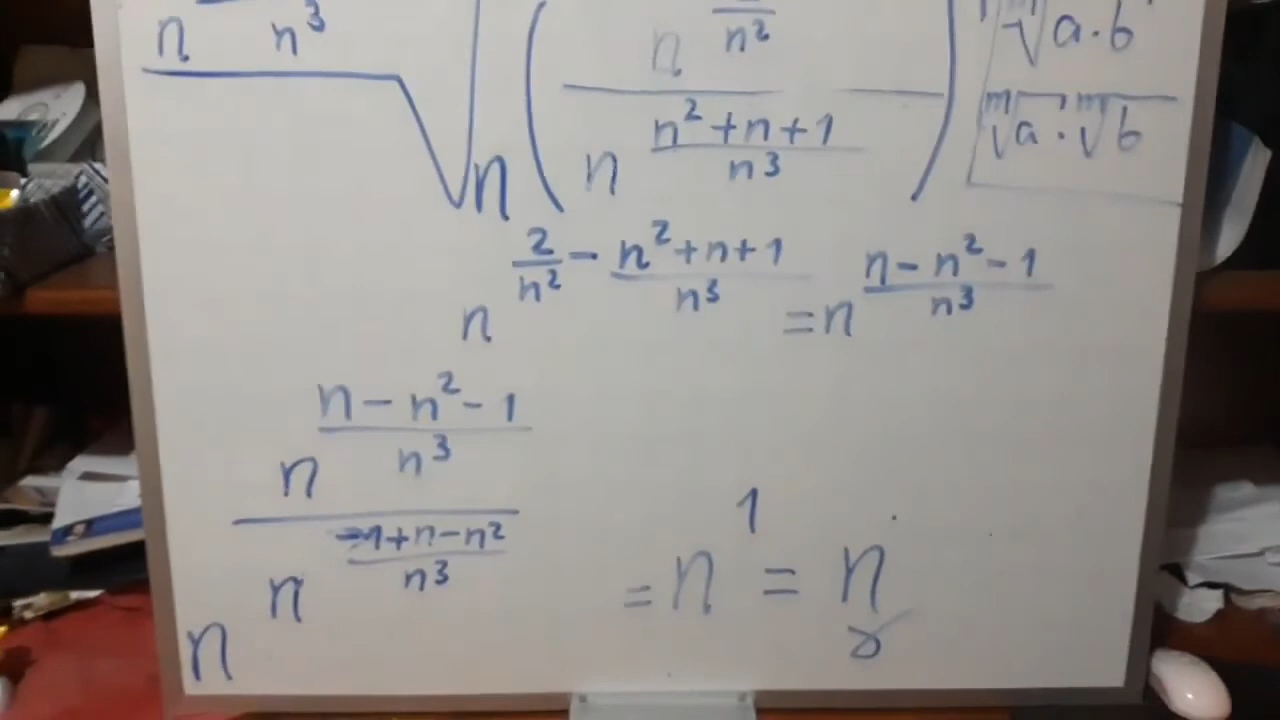 n n³
n 2/n²
ᵐ√a·b
n (n²+n+1)/n³
ᵐ√a · ᵐ√b
n
n 2/n² - (n²+n+1)/n³ = n (n-n²-1)/n³
n (n-n²-1)/n³
n (-1+n-n²)/n³
n = n¹ = n